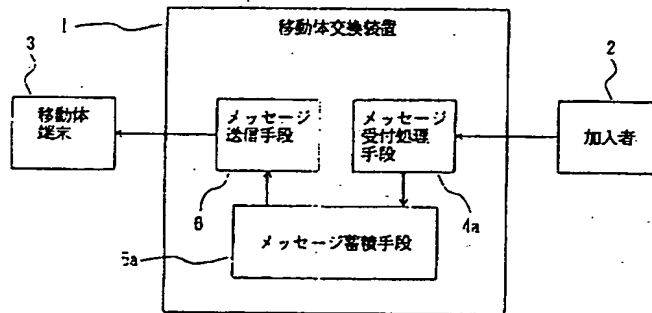 1
移動体交換装置
3
2
移動体
端末
メッセージ
送信手段
メッセージ
受付処理
手段
加入者
6
4a
メッセージ蓄積手段
5a